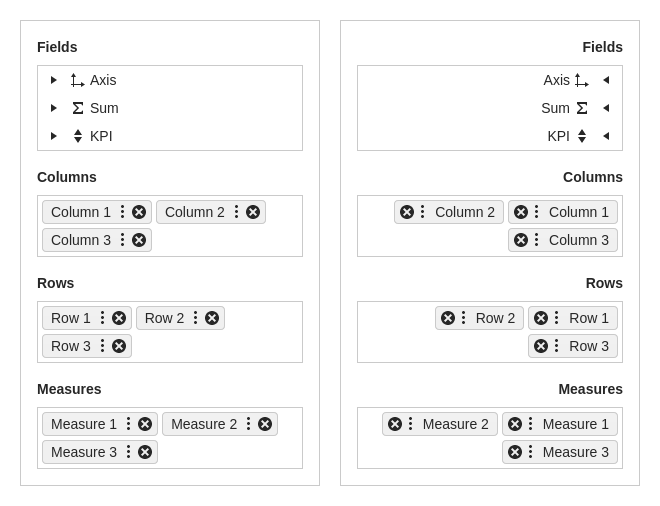 Fields
Axis
Sum
KPI
Columns
Column 1 Column 2
Column 3
Rows
Row 1 Row 2
Row 3
Measures
Measure 1 Measure 2
Measure 3
Fields
Axis
Sum
KPI
Columns
Column 2 Column 1
Column 3
Rows
Row 2 Row 1
Row 3
Measures
Measure 2 Measure 1
Measure 3